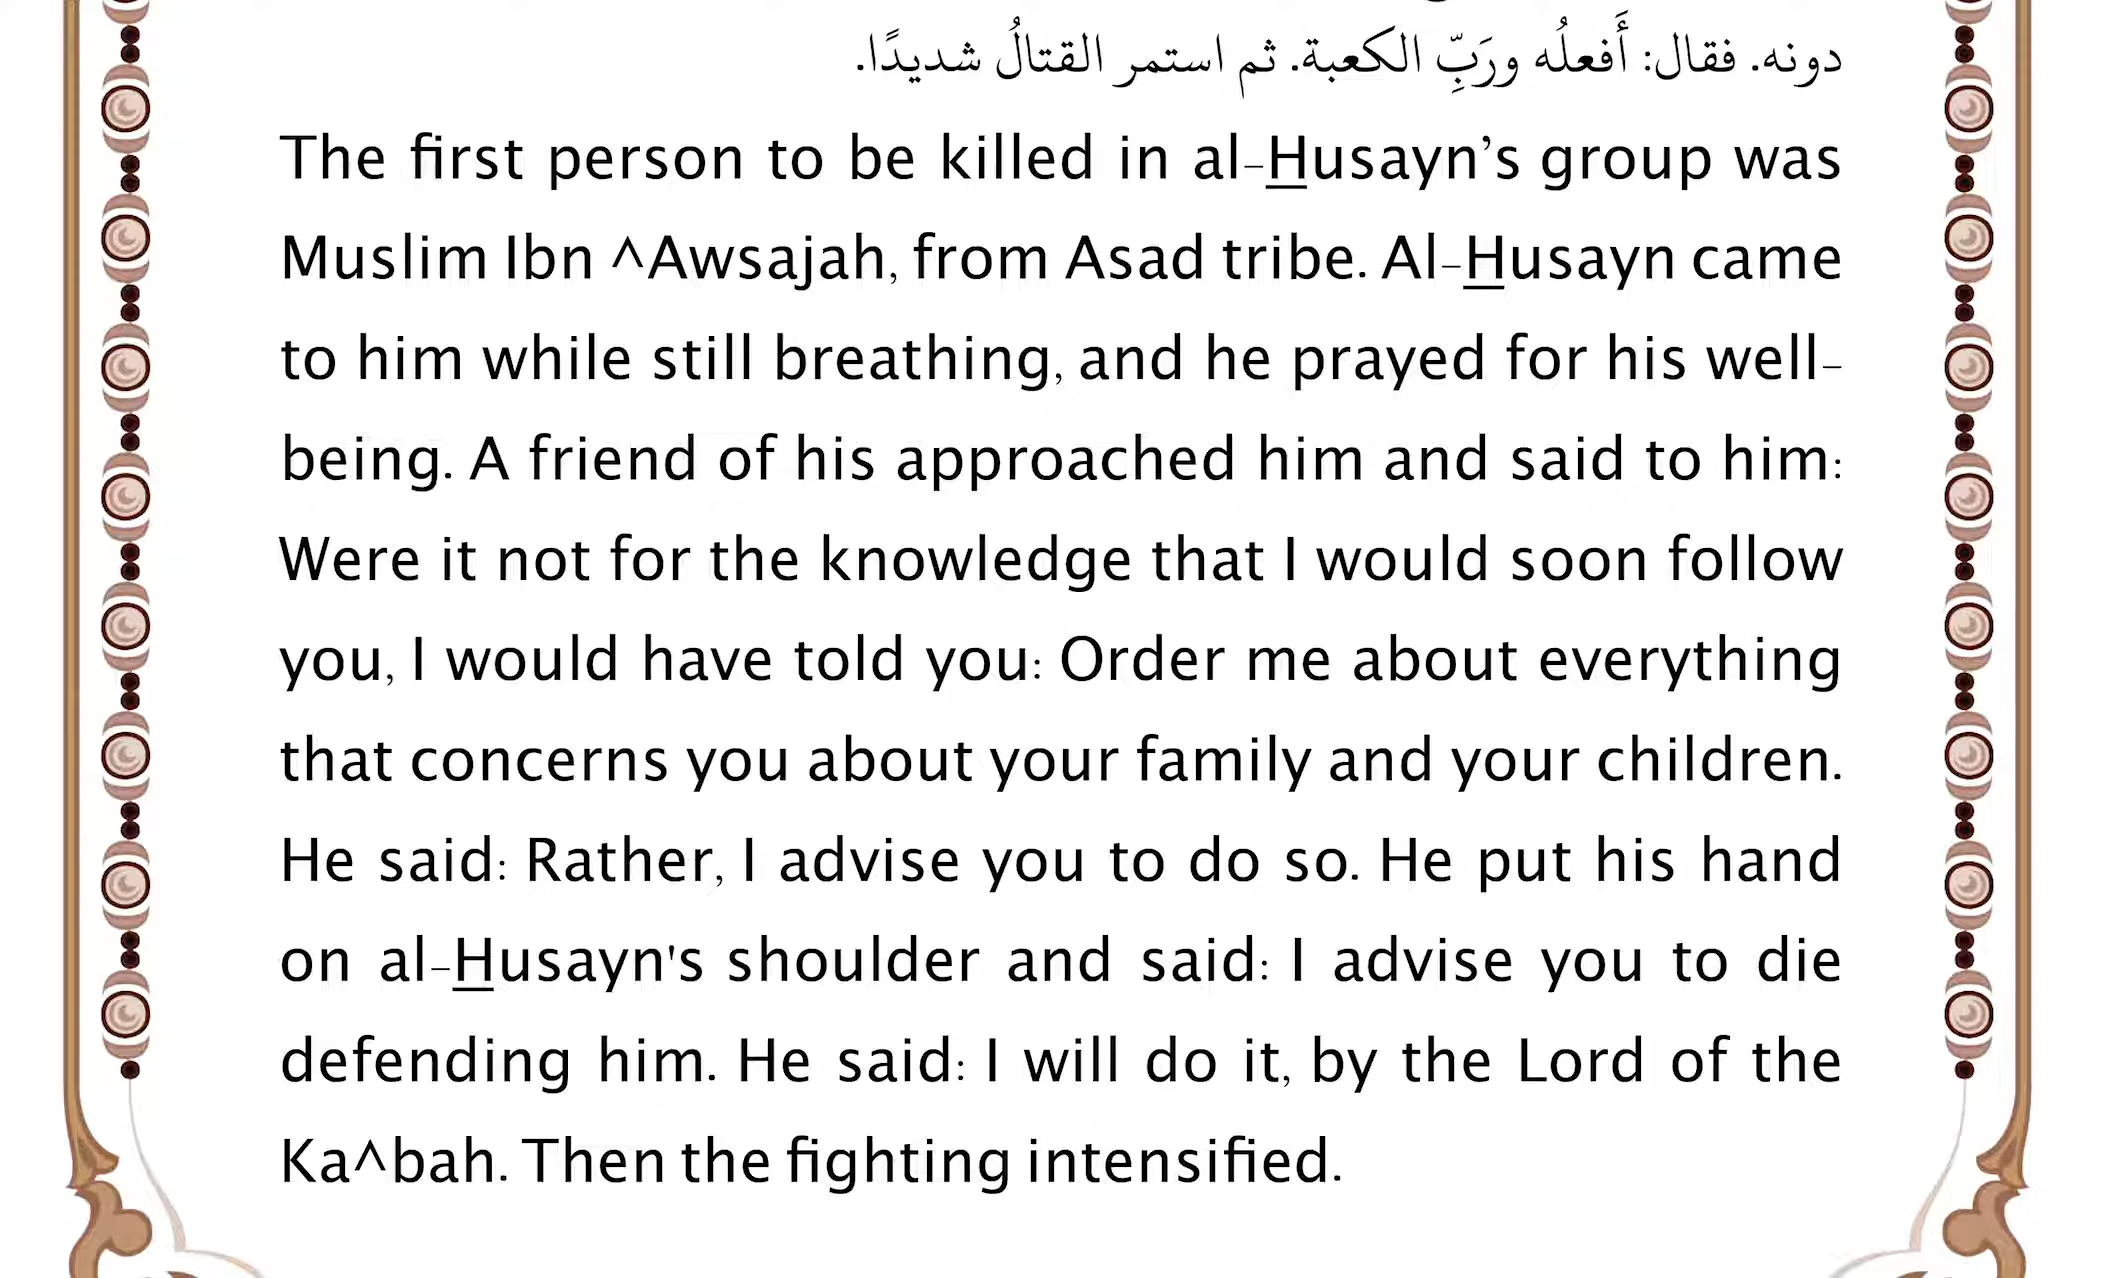 دونه. فقال: أَفعلُه ورَبِّ الكعبة. ثم استمر القتالُ شديدًا.
The first person to be killed in al-Husayn’s group was
Muslim Ibn ^Awsajah, from Asad tribe. Al-Husayn came
to him while still breathing, and he prayed for his well-
being. A friend of his approached him and said to him:
Were it not for the knowledge that I would soon follow
you, I would have told you: Order me about everything
that concerns you about your family and your children.
He said: Rather, I advise you to do so. He put his hand
on al-Husayn's shoulder and said: I advise you to die
defending him. He said: I will do it, by the Lord of the
Ka^bah. Then the fighting intensified.